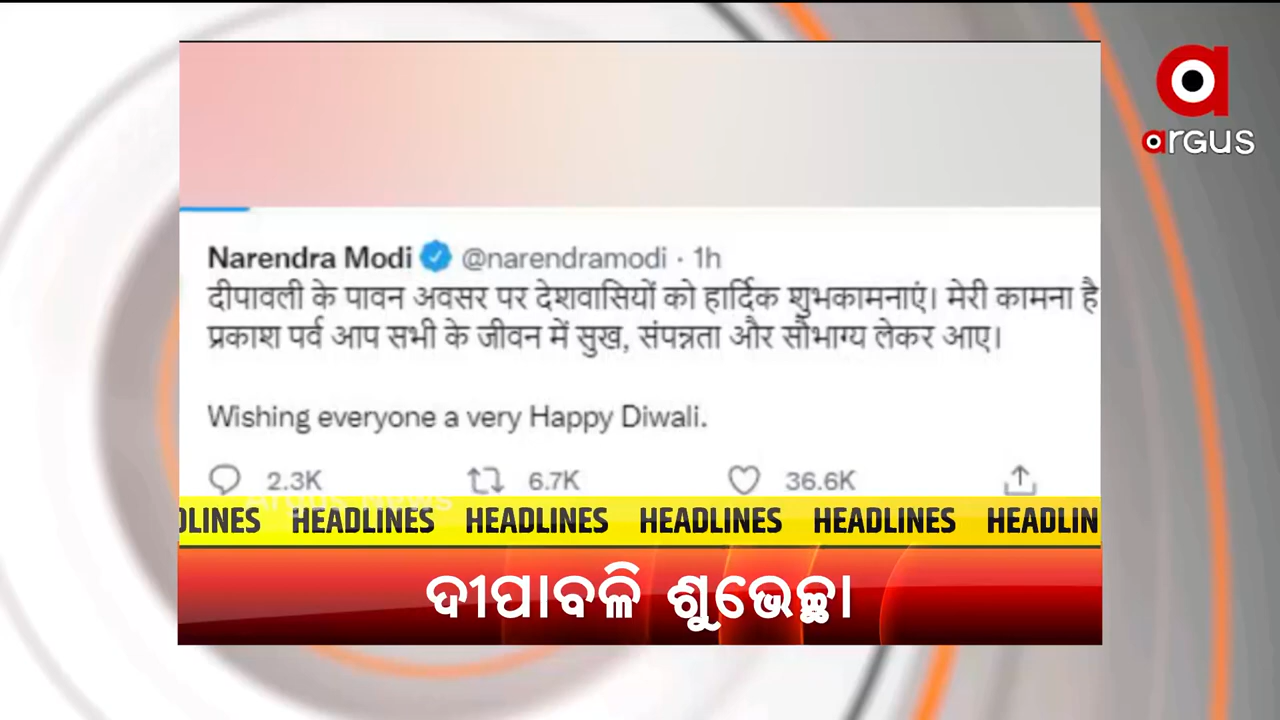 argus
Narendra Modi @narendramodi · 1h
दीपावली के पावन अवसर पर देशवासियों को हार्दिक शुभकामनाएं। मेरी कामना है
प्रकाश पर्व आप सभी के जीवन में सुख, संपन्नता और सौभाग्य लेकर आए।
Wishing everyone a very Happy Diwali.
2.3K 6.7K 36.6K
Argus News
DLINES HEADLINES HEADLINES HEADLINES HEADLINES HEADLIN
ଦୀପାବଳି ଶୁଭେଚ୍ଛା